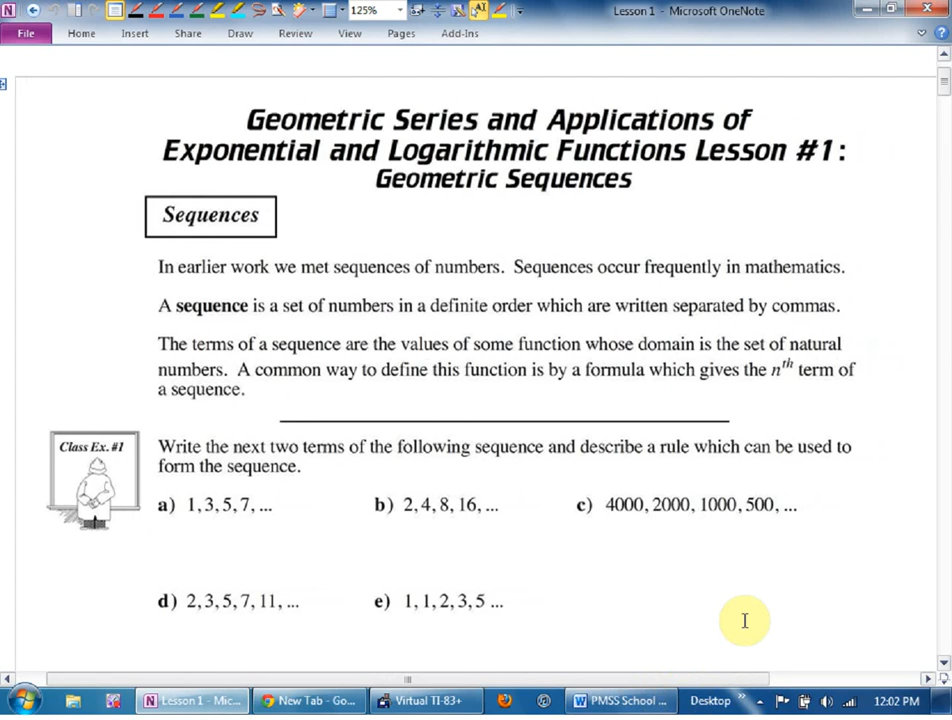 125%
Lesson 1 - Microsoft OneNote
File Home Insert Share Draw Review View Pages Add-Ins
Geometric Series and Applications of
Exponential and Logarithmic Functions Lesson #1:
Geometric Sequences
Sequences
In earlier work we met sequences of numbers. Sequences occur frequently in mathematics.
A sequence is a set of numbers in a definite order which are written separated by commas.
The terms of a sequence are the values of some function whose domain is the set of natural
numbers. A common way to define this function is by a formula which gives the nth term of
a sequence.
Class Ex. #1
Write the next two terms of the following sequence and describe a rule which can be used to
form the sequence.
a) 1, 3, 5, 7, ... b) 2, 4, 8, 16, ... c) 4000, 2000, 1000, 500, ...
d) 2, 3, 5, 7, 11, ... e) 1, 1, 2, 3, 5 ...
Lesson 1 - Mic... New Tab - Go... Virtual TI-83+ PMSS School ... Desktop 12:02 PM